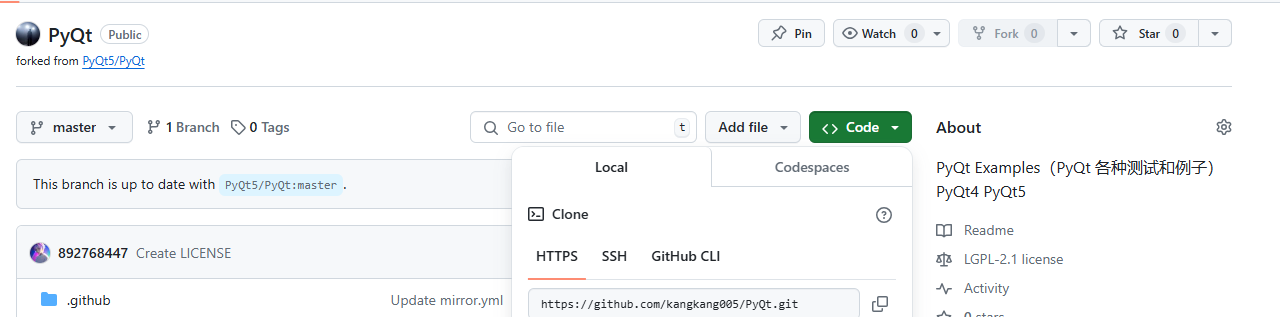 PyQt Public Pin Watch 0 Fork 0 Star 0
forked from PyQt5/PyQt
master 1 Branch 0 Tags Go to file t Add file Code About
Local Codespaces
This branch is up to date with PyQt5/PyQt:master.
PyQt Examples（PyQt 各种测试和例子）
PyQt4 PyQt5
Clone
Readme
892768447 Create LICENSE HTTPS SSH GitHub CLI
LGPL-2.1 license
Activity
.github Update mirror.yml https://github.com/kangkang005/PyQt.git
0 stars